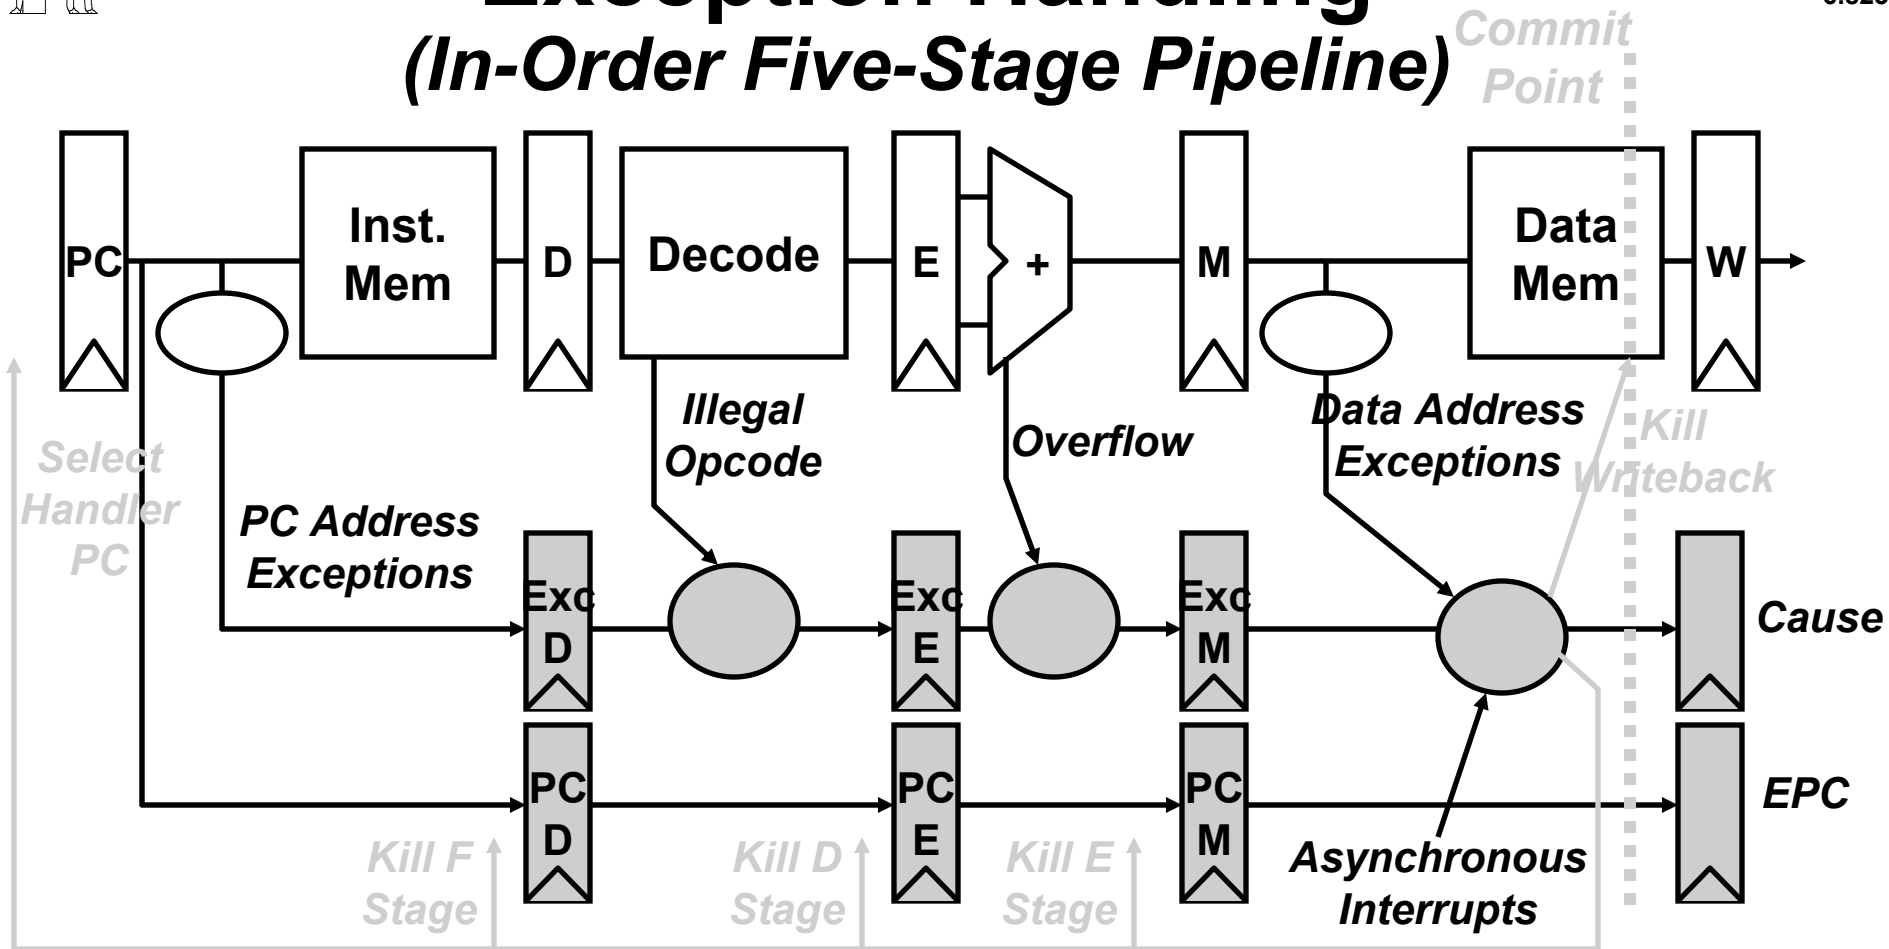 Exception Handling
(In-Order Five-Stage Pipeline)
Commit
Point
PC
Inst.
Mem
D
Decode
E
+
M
Data
Mem
W
Select
Handler
PC
PC Address
Exceptions
Illegal
Opcode
Overflow
Data Address
Exceptions
Kill
Writeback
Exc
D
Exc
E
Exc
M
Cause
PC
D
PC
E
PC
M
EPC
Kill F
Stage
Kill D
Stage
Kill E
Stage
Asynchronous
Interrupts